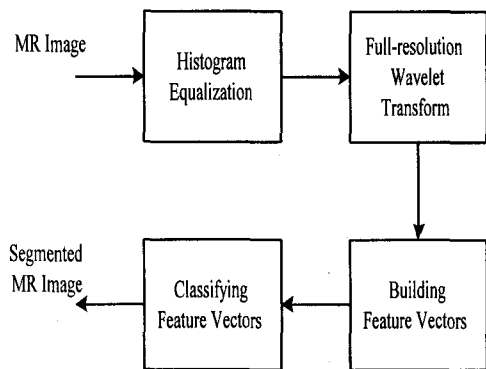 MR Image
Histogram
Equalization
Full-resolution
Wavelet
Transform
Building
Feature Vectors
Classifying
Feature Vectors
Segmented
MR Image